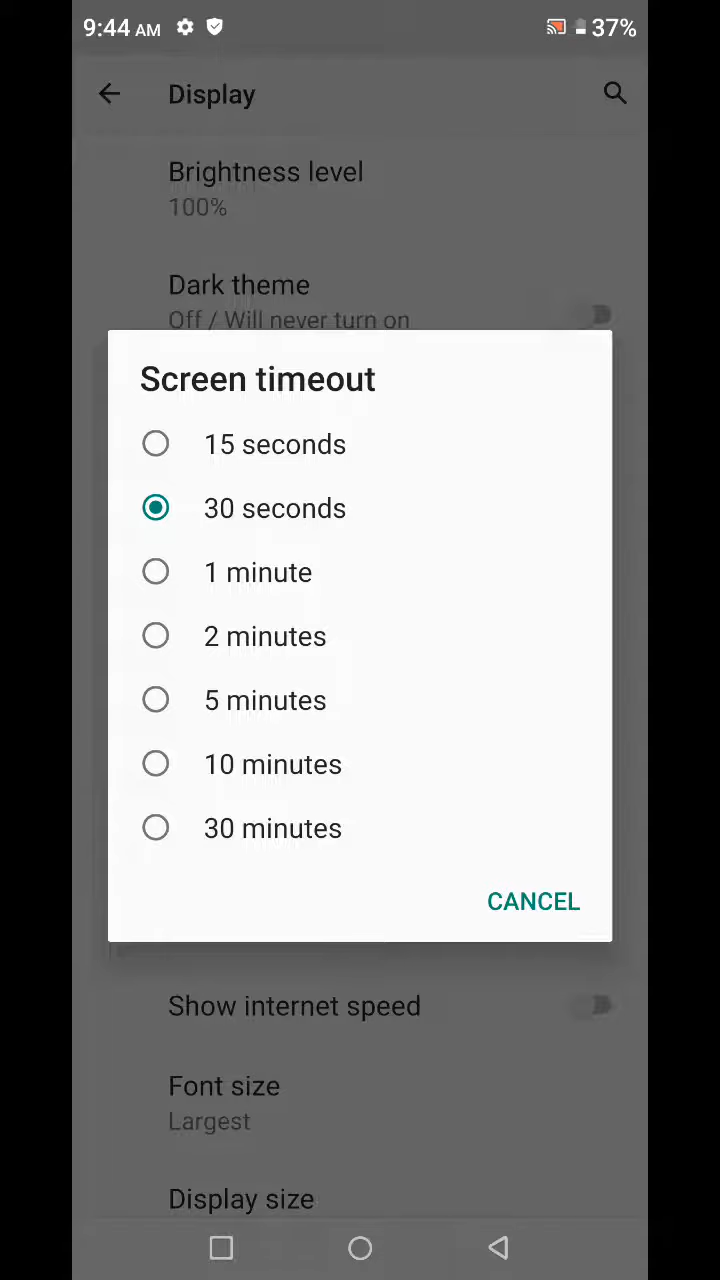 9:44 AM 37%
Display
Brightness level
100%
Dark theme
Off / Will never turn on
Screen timeout
15 seconds
30 seconds
1 minute
2 minutes
5 minutes
10 minutes
30 minutes
CANCEL
Show internet speed
Font size
Largest
Display size